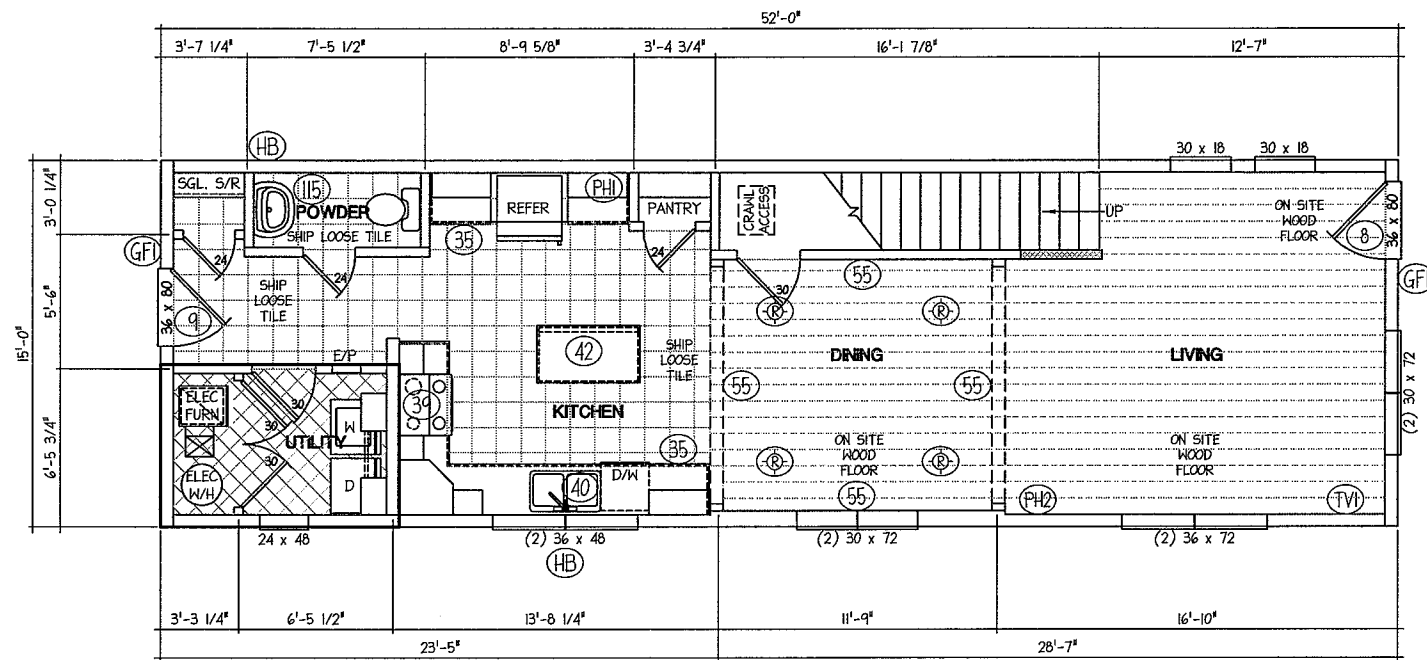 52'-0"
3'-7 1/4" 7'-5 1/2" 8'-9 5/8" 3'-4 3/4" 16'-1 7/8" 12'-7"
HB
30 x 18 30 x 18
3'-0 1/4"
SGL. S/R
115
POWDER
SHIP LOOSE TILE
REFER
PH1
PANTRY
CRAWL
ACCESS
UP
ON SITE
WOOD
FLOOR
8
36 x 80
GFI
35
24
24
24
30
55
GF
5'-6"
15'-0"
36 x 80
9
SHIP
LOOSE
TILE
R
R
E/P
42
SHIP
LOOSE
TILE
DINING
LIVING
(2) 30 x 72
55
55
39
KITCHEN
ELEC
FURN
30
30
UTILITY
W
6'-5 3/4"
35
ON SITE
WOOD
FLOOR
ON SITE
WOOD
FLOOR
30
R
R
ELEC
W/H
D
40
D/W
55
PH2
TV1
24 x 48
(2) 36 x 48
(2) 30 x 72
(2) 36 x 72
HB
3'-3 1/4" 6'-5 1/2" 13'-8 1/4" 11'-9" 16'-10"
23'-5" 28'-7"